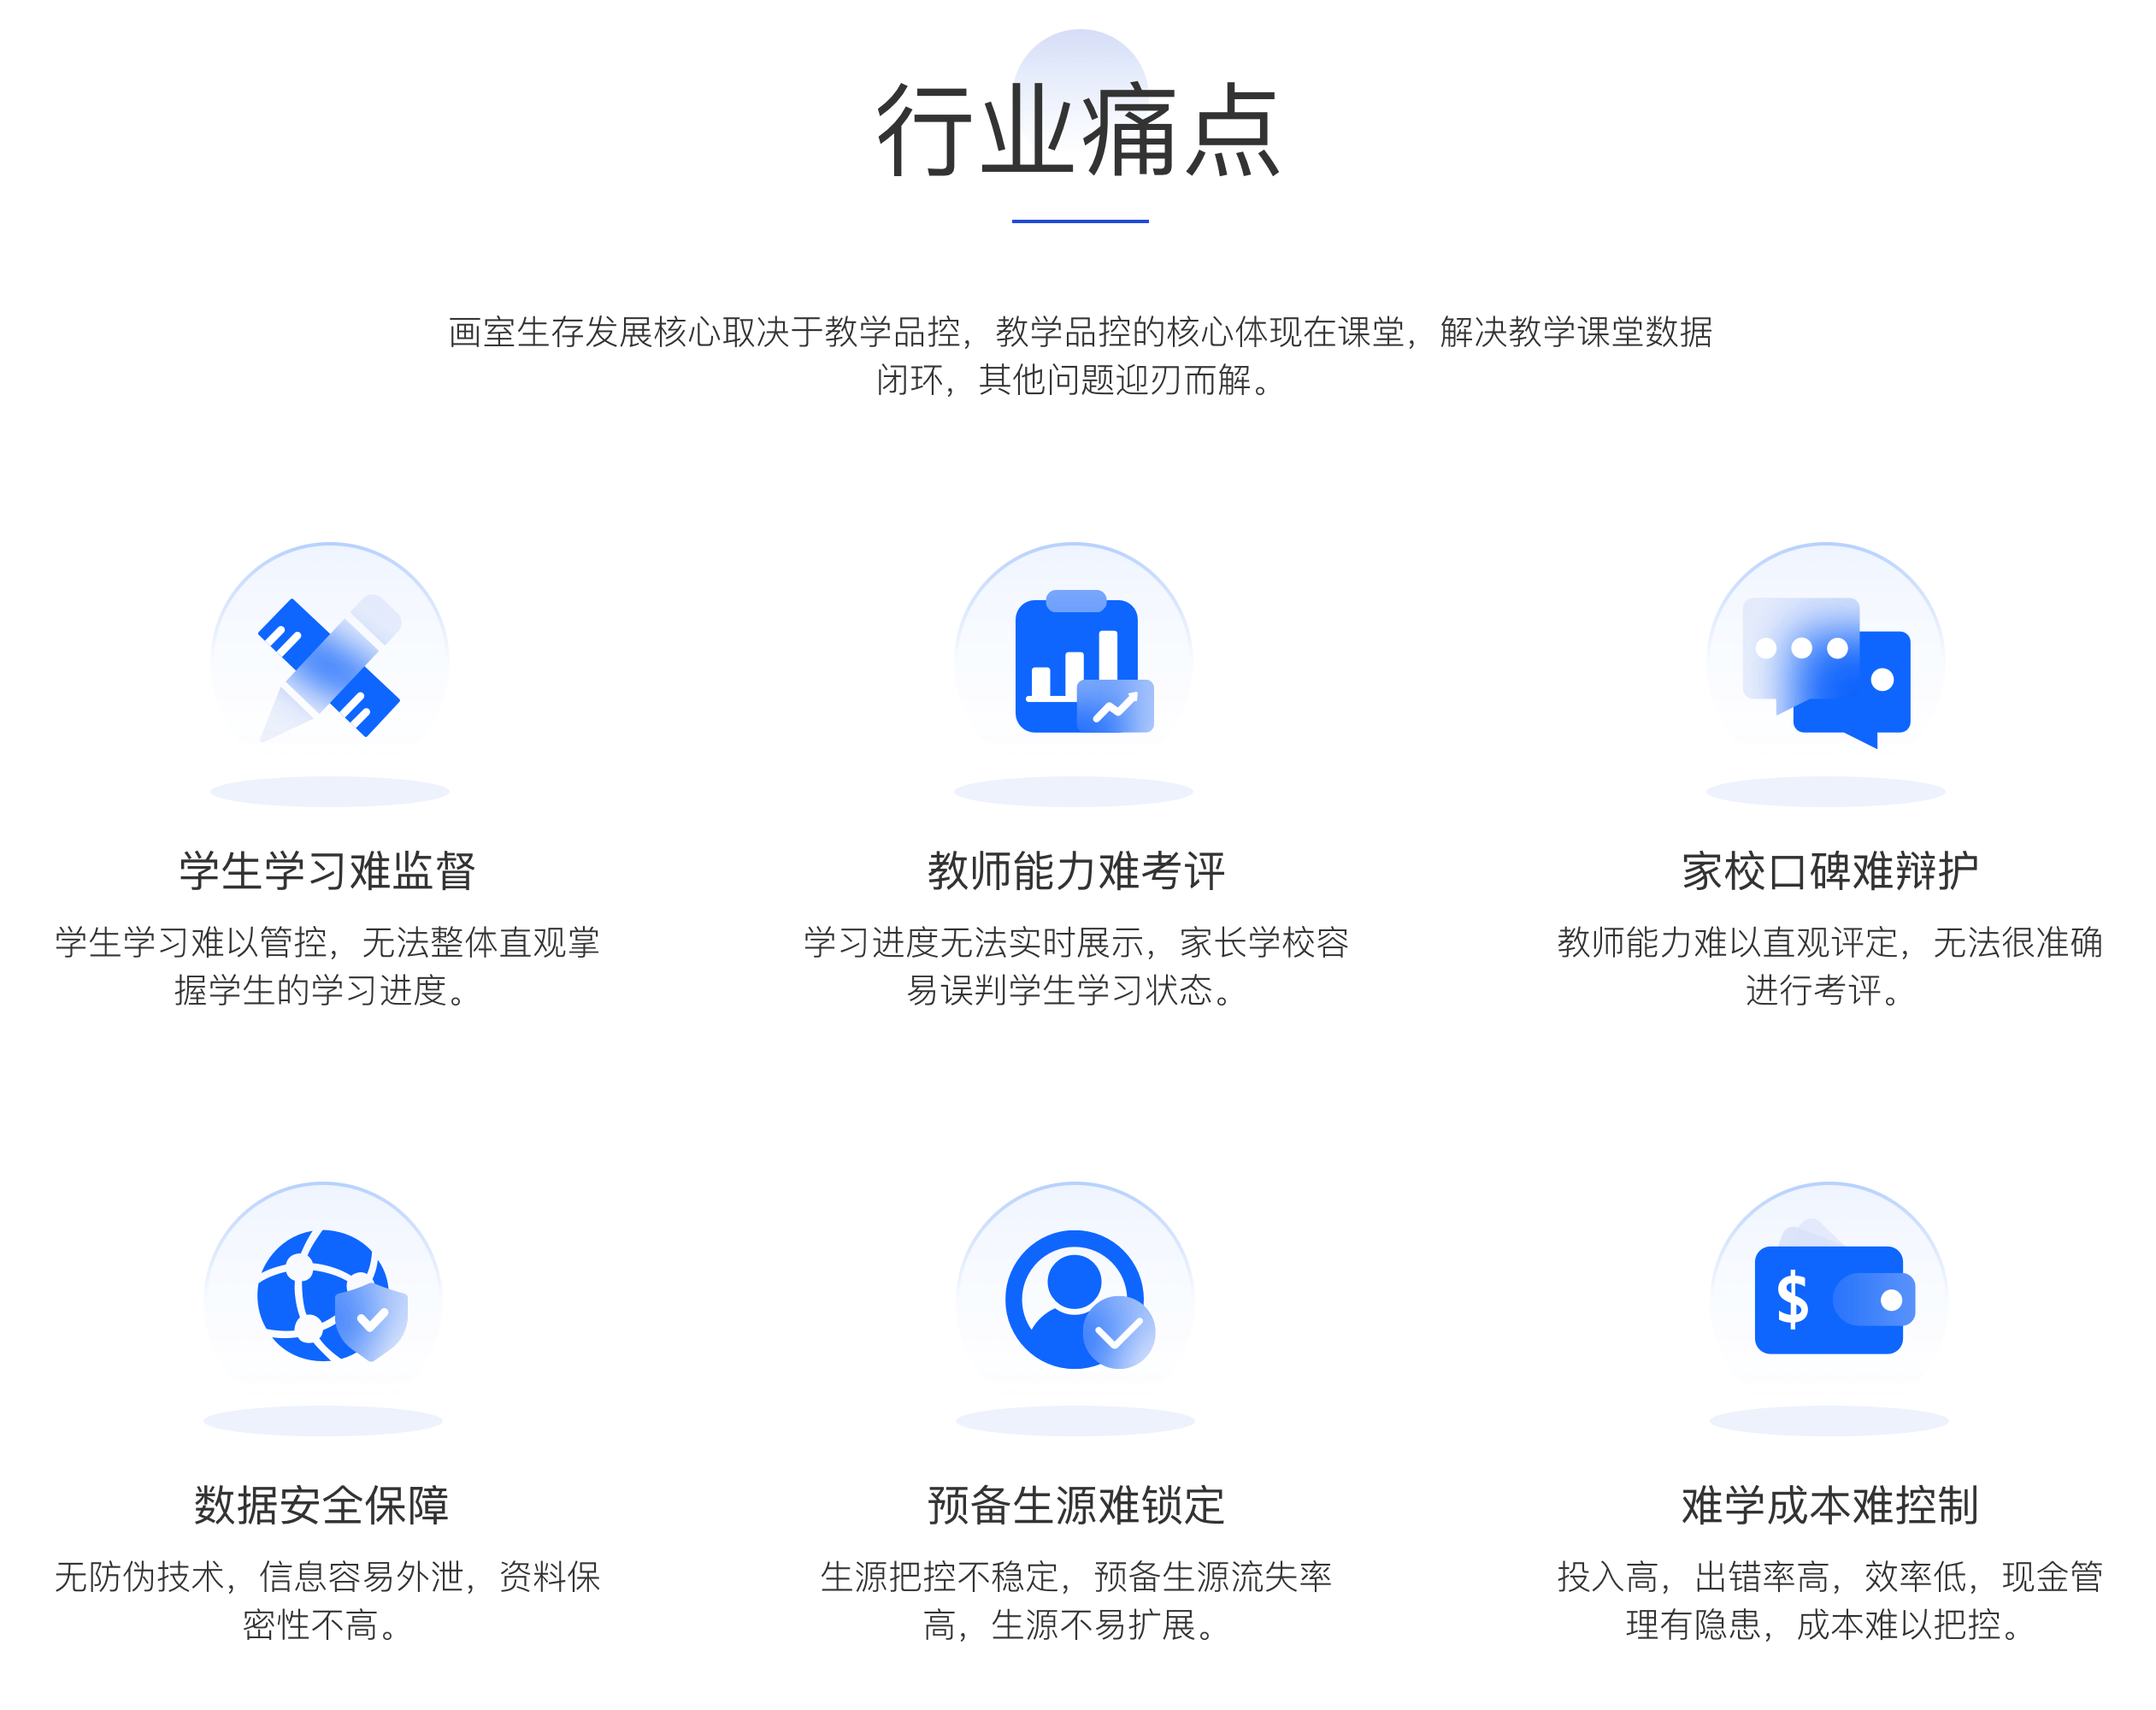 行业痛点
画室生存发展核心取决于教学品控，教学品控的核心体现在课堂，解决教学课堂数据
闭环，其他问题迎刃而解。
学生学习难监督
学生学习难以管控，无法整体直观掌
握学生的学习进度。
教师能力难考评
学习进度无法实时展示，家长学校容
易误判学生学习状态。
家校口碑难辩护
教师能力难以直观评定，无法很准确
进行考评。
数据安全保障
无防伪技术，信息容易外泄，资料保
密性不高。
预备生源难锁定
生源把控不稳定，预备生源流失率
高，生源不易扩展。
难学成本难控制
投入高，出错率高，效率低，现金管
理有隐患，成本难以把控。
$